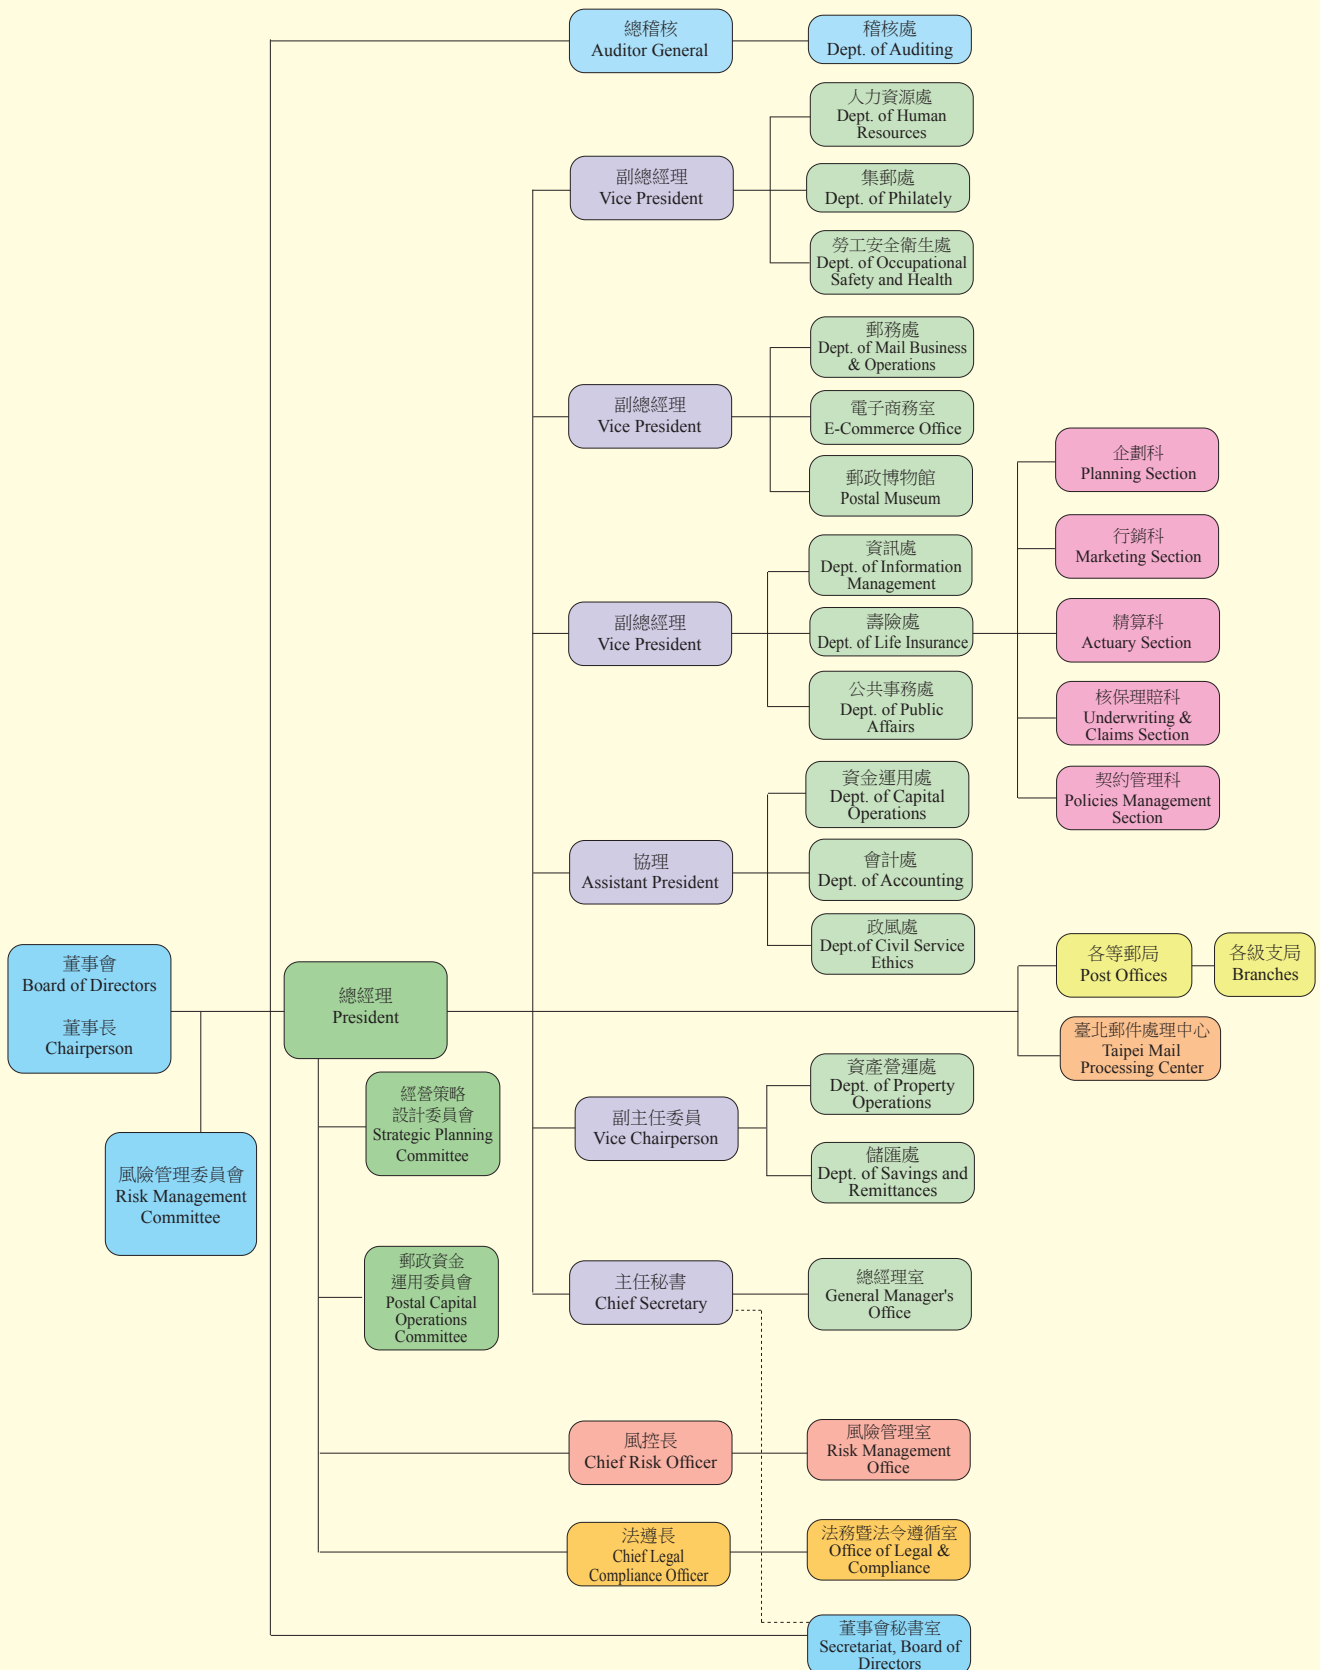 總稽核
Auditor General
稽核處
Dept. of Auditing
人力資源處
Dept. of Human
Resources
副總經理
Vice President
集郵處
Dept. of Philately
勞工安全衛生處
Dept. of Occupational
Safety and Health
郵務處
Dept. of Mail Business
& Operations
副總經理
Vice President
電子商務室
E-Commerce Office
郵政博物館
Postal Museum
企劃科
Planning Section
行銷科
Marketing Section
資訊處
Dept. of Information
Management
副總經理
Vice President
壽險處
Dept. of Life Insurance
精算科
Actuary Section
公共事務處
Dept. of Public
Affairs
核保理賠科
Underwriting &
Claims Section
契約管理科
Policies Management
Section
資金運用處
Dept. of Capital
Operations
協理
Assistant President
會計處
Dept. of Accounting
政風處
Dept.of Civil Service
Ethics
董事會
Board of Directors
董事長
Chairperson
總經理
President
各等郵局
Post Offices
各級支局
Branches
臺北郵件處理中心
Taipei Mail
Processing Center
經營策略
設計委員會
Strategic Planning
Committee
副主任委員
Vice Chairperson
資產營運處
Dept. of Property
Operations
儲匯處
Dept. of Savings and
Remittances
風險管理委員會
Risk Management
Committee
郵政資金
運用委員會
Postal Capital
Operations
Committee
主任秘書
Chief Secretary
總經理室
General Manager's
Office
風控長
Chief Risk Officer
風險管理室
Risk Management
Office
法遵長
Chief Legal
Compliance Officer
法務暨法令遵循室
Office of Legal &
Compliance
董事會秘書室
Secretariat, Board of
Directors